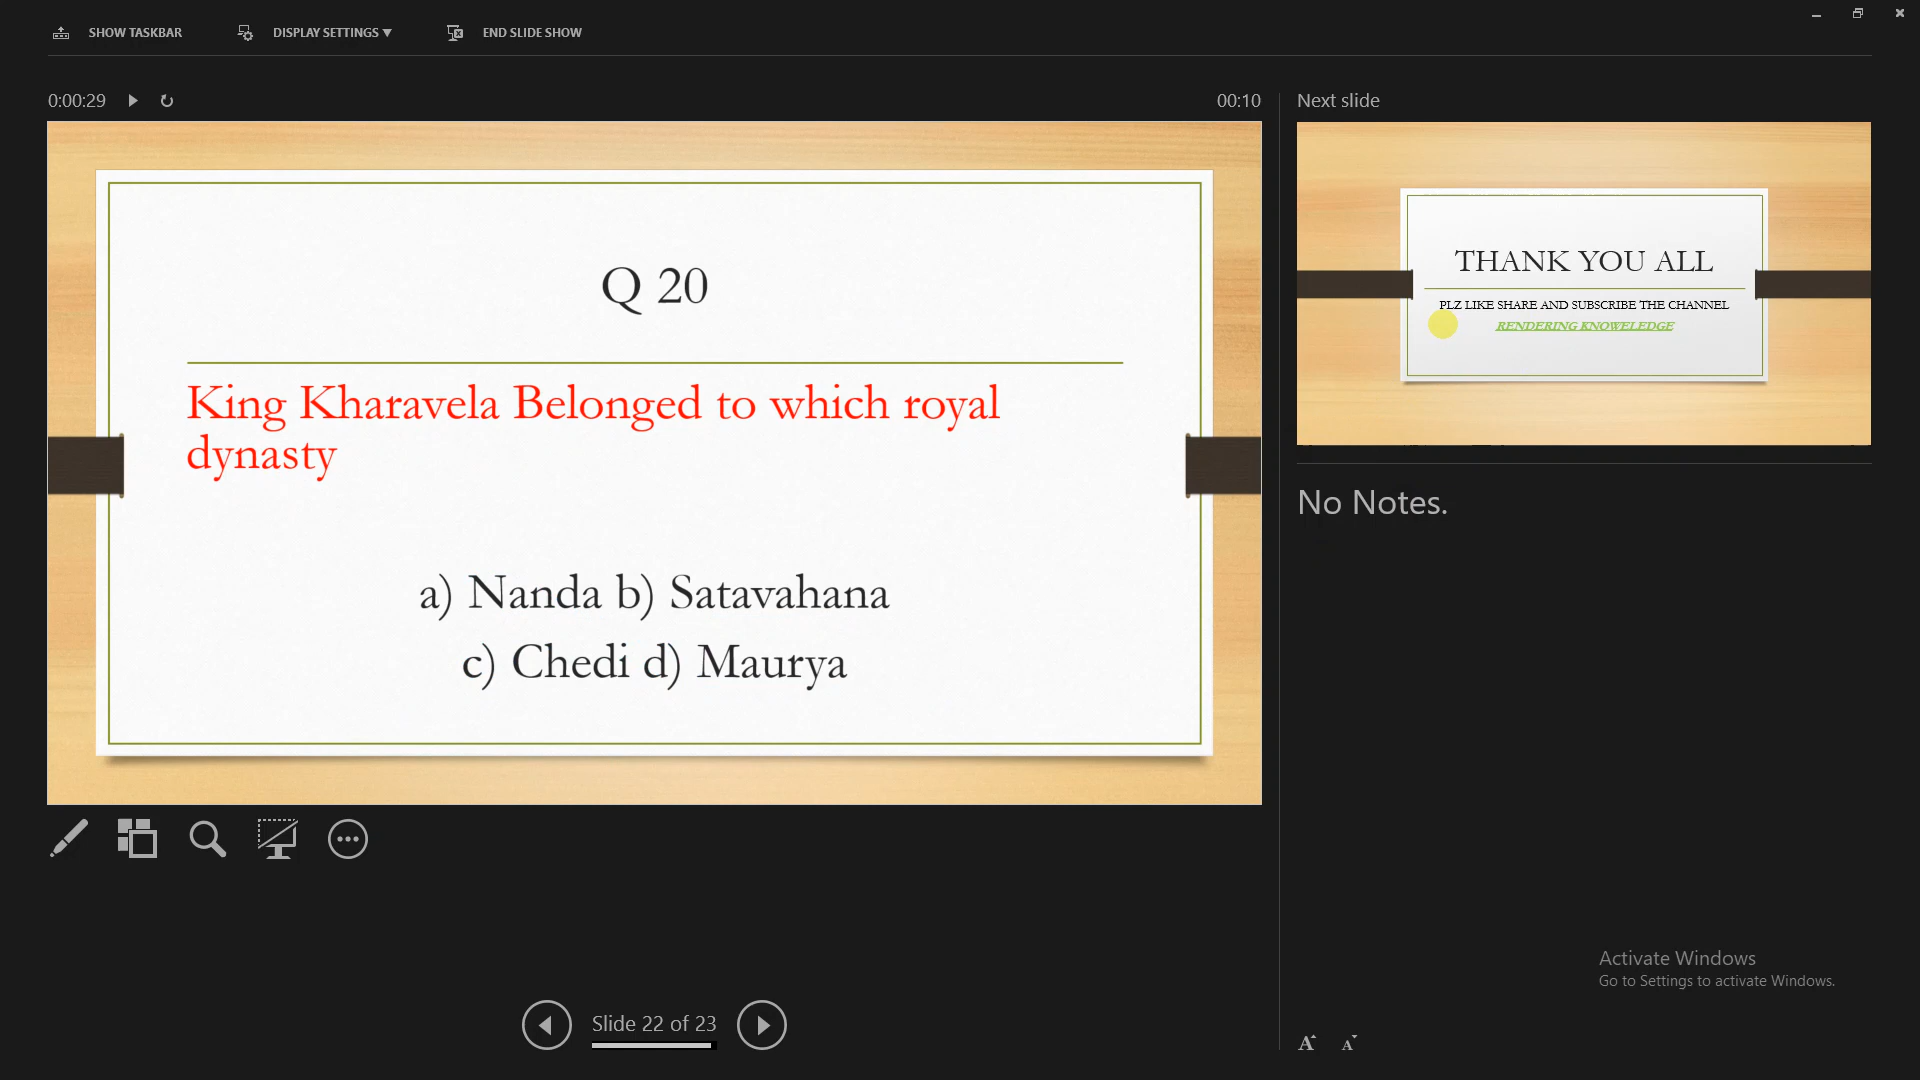 SHOW TASKBAR
DISPLAY SETTINGS
END SLIDE SHOW
0:00:29
00:10
Next slide
Q 20
King Kharavela Belonged to which royal
dynasty
a) Nanda b) Satavahana
c) Chedi d) Maurya
THANK YOU ALL
PLZ LIKE SHARE AND SUBSCRIBE THE CHANNEL
RENDERING KNOWELEDGE
No Notes.
Activate Windows
Go to Settings to activate Windows.
Slide 22 of 23
A A